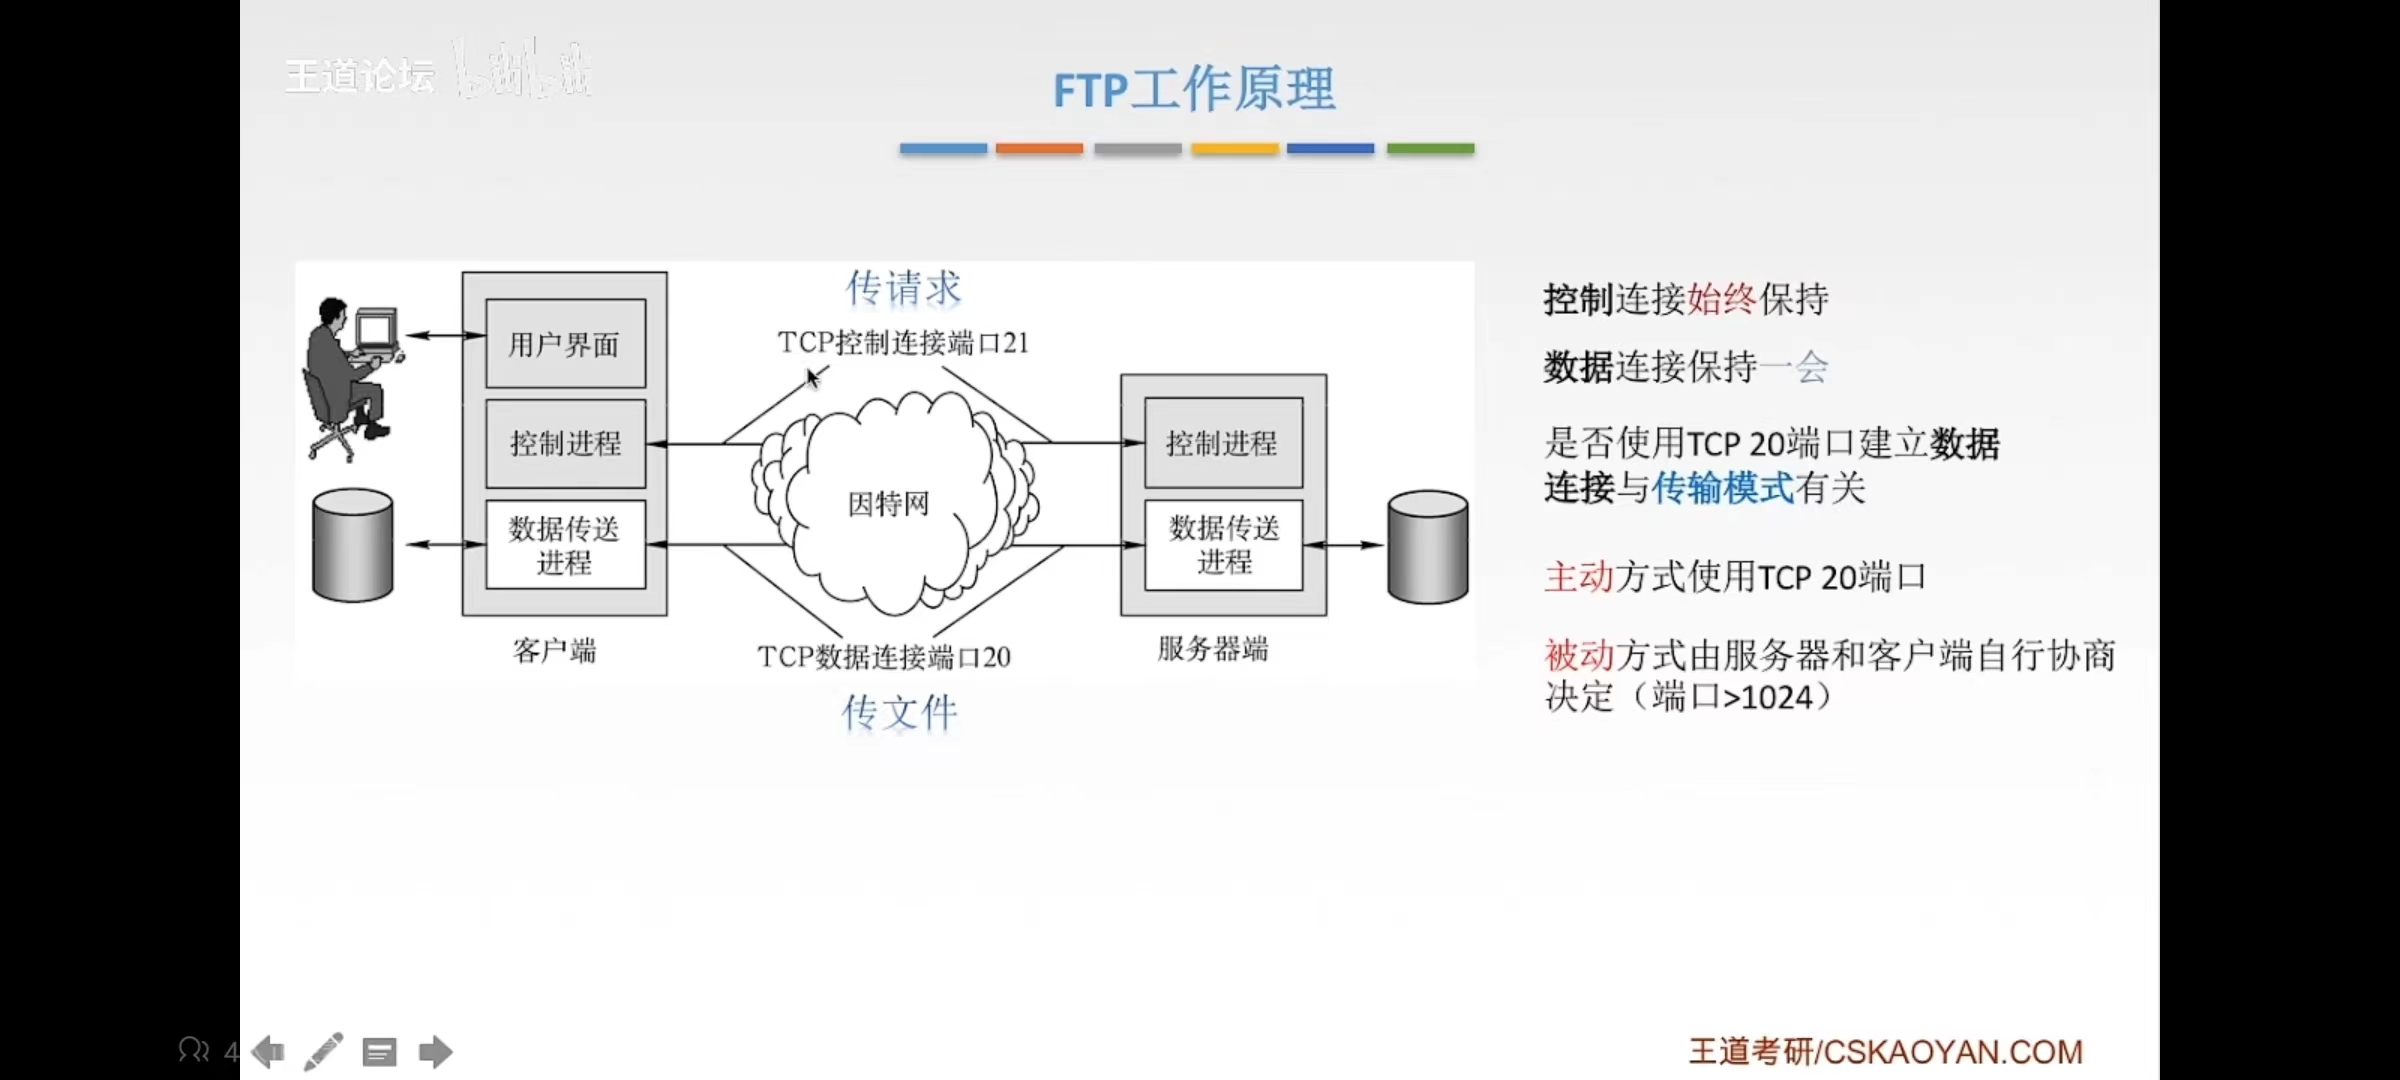 王道论坛 bilibili
FTP工作原理
传请求
TCP控制连接端口21
用户界面
控制进程
数据传送
进程
客户端
因特网
控制进程
数据传送
进程
服务器端
TCP数据连接端口20
传文件
控制连接始终保持
数据连接保持一会
是否使用TCP 20端口建立数据
连接与传输模式有关
主动方式使用TCP 20端口
被动方式由服务器和客户端自行协商
决定（端口>1024）
4
王道考研/CSKAOYAN.COM